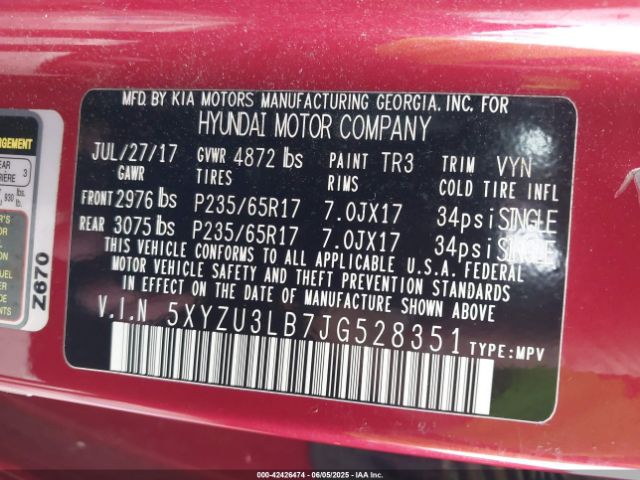 MFD. BY KIA MOTORS MANUFACTURING GEORGIA, INC. FOR
HYUNDAI MOTOR COMPANY
JUL/27/17 GVWR 4872 lbs PAINT TR3 TRIM VYN
GAWR TIRES RIMS COLD TIRE INFL
FRONT 2976 lbs P235/65R17 7.0JX17 34psi SINGLE
REAR 3075 lbs P235/65R17 7.0JX17 34psi SINGLE
THIS VEHICLE CONFORMS TO ALL APPLICABLE U.S.A. FEDERAL
MOTOR VEHICLE SAFETY AND THEFT PREVENTION STANDARDS
IN EFFECT ON THE DATE OF MANUFACTURE SHOWN ABOVE.
V.I.N 5XYZU3LB7JG528351 TYPE:MPV
Z670
3
lbs.
000-42426474 - 06/05/2025 - IAA, Inc.